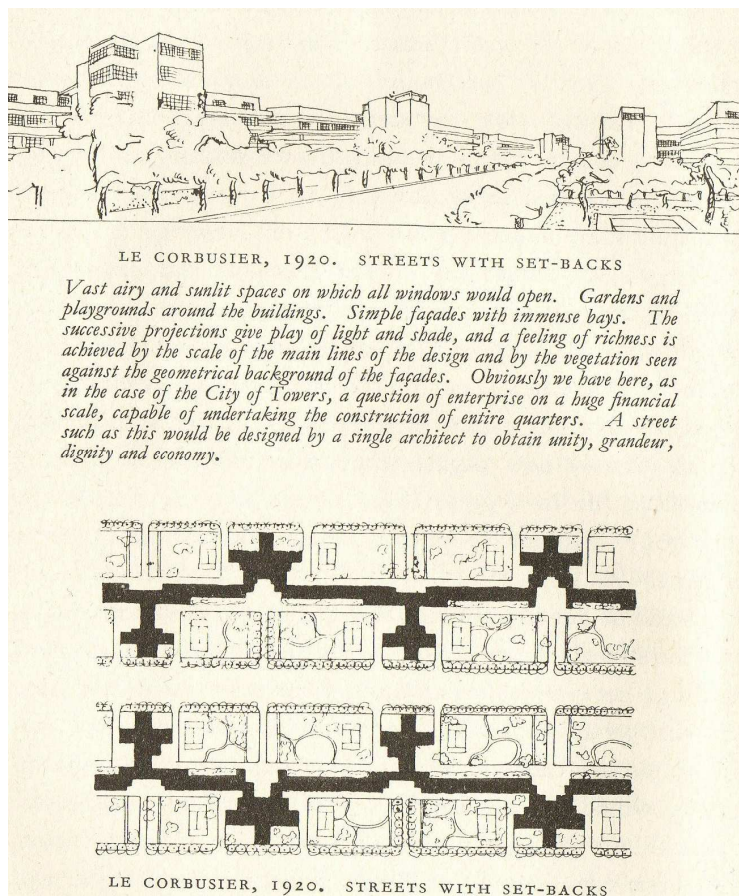 LE CORBUSIER, 1920. STREETS WITH SET-BACKS
Vast airy and sunlit spaces on which all windows would open. Gardens and
playgrounds around the buildings. Simple façades with immense bays. The
successive projections give play of light and shade, and a feeling of richness is
achieved by the scale of the main lines of the design and by the vegetation seen
against the geometrical background of the façades. Obviously we have here, as
in the case of the City of Towers, a question of enterprise on a huge financial
scale, capable of undertaking the construction of entire quarters. A street
such as this would be designed by a single architect to obtain unity, grandeur,
dignity and economy.
LE CORBUSIER, 1920. STREETS WITH SET-BACKS